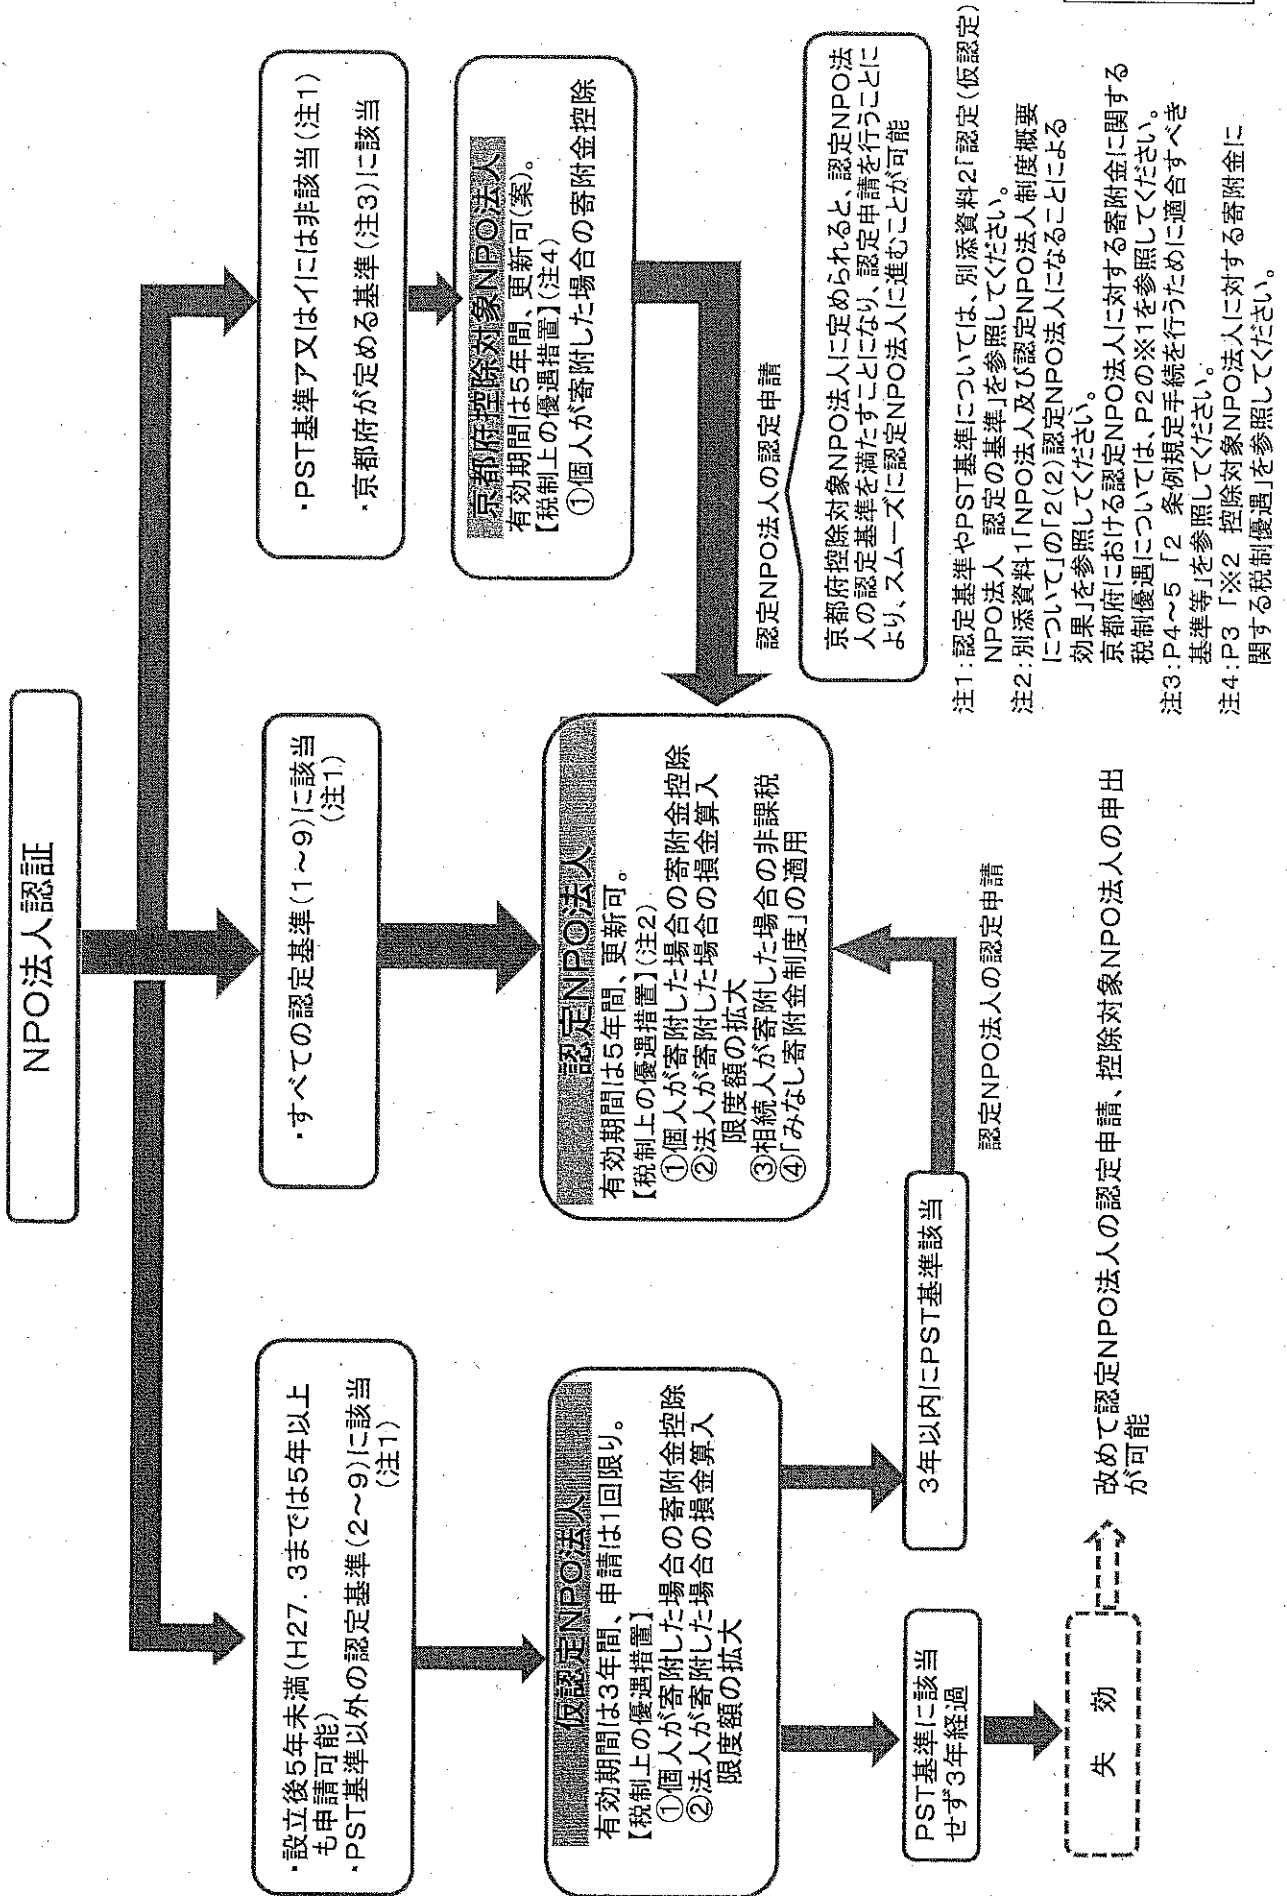 NPO法人認証
・設立後5年未満(H27．3までは5年以上
も申請可能)
・PST基準以外の認定基準(2～9)に該当
(注1)
・すべての認定基準(1～9)に該当
(注1)
・PST基準ア又はイには非該当(注1)
・京都府が定める基準(注3)に該当
仮認定NPO法人
有効期間は3年間、申請は1回限り。
【税制上の優遇措置】
①個人が寄附した場合の寄附金控除
②法人が寄附した場合の損金算入
限度額の拡大
認定NPO法人
有効期間は5年間、更新可。
【税制上の優遇措置】(注2)
①個人が寄附した場合の寄附金控除
②法人が寄附した場合の損金算入
限度額の拡大
③相続人が寄附した場合の非課税
④「みなし寄附金制度」の適用
京都府控除対象NPO法人
有効期間は5年間、更新可(案)。
【税制上の優遇措置】(注4)
①個人が寄附した場合の寄附金控除
認定NPO法人の認定申請
京都府控除対象NPO法人に定められると、認定NPO法
人の認定基準を満たすことになり、認定申請を行うことに
より、スムーズに認定NPO法人に進むことが可能
PST基準に該当
せず3年経過
3年以内にPST基準該当
認定NPO法人の認定申請
失　効
改めて認定NPO法人の認定申請、控除対象NPO法人の申出
が可能
注1：認定基準やPST基準については、別添資料2「認定(仮認定)
NPO法人　認定の基準」を参照してください。
注2：別添資料1「NPO法人及び認定NPO法人制度概要
について」の「2(2)認定NPO法人になることによる
効果」を参照してください。
京都府における認定NPO法人に対する寄附金に関する
税制優遇については、P2の※1を参照してください。
注3：P4～5 「2　条例規定手続を行うために適合すべき
基準等」を参照してください。
注4：P3 「※2　控除対象NPO法人に対する寄附金に
関する税制優遇」を参照してください。